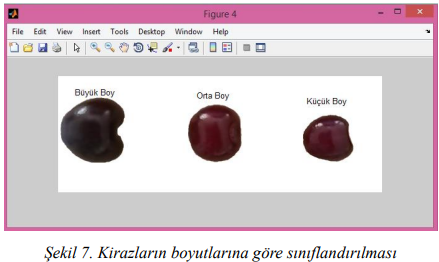 Figure 4
File Edit View Insert Tools Desktop Window Help
Büyük Boy
Orta Boy
Küçük Boy
Şekil 7. Kirazların boyutlarına göre sınıflandırılması